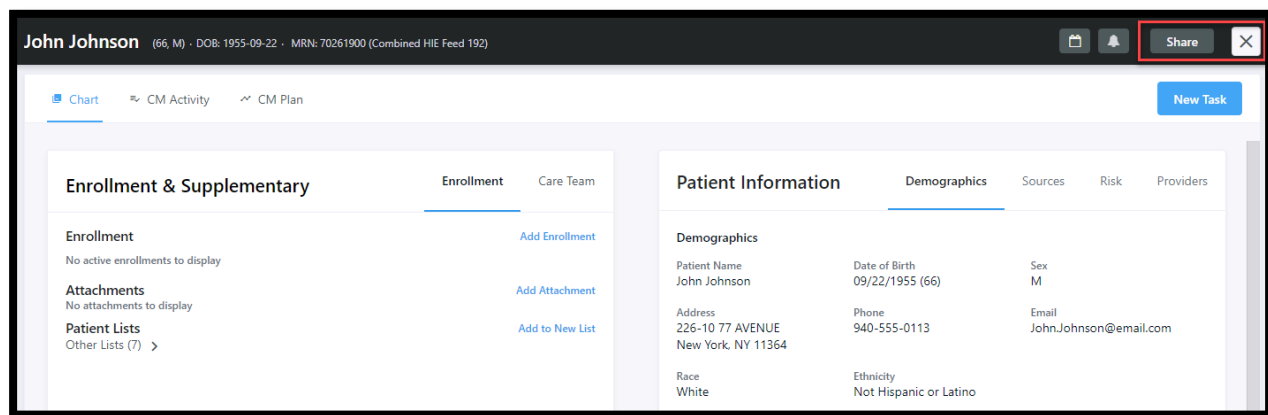 John Johnson (66, M) · DOB: 1955-09-22 · MRN: 70261900 (Combined HIE Feed 192)
Share
Chart CM Activity CM Plan
New Task
Enrollment & Supplementary
Enrollment Care Team
Enrollment
Add Enrollment
No active enrollments to display
Attachments
Add Attachment
No attachments to display
Patient Lists
Add to New List
Other Lists (7)
Patient Information
Demographics Sources Risk Providers
Demographics
Patient Name Date of Birth Sex
John Johnson 09/22/1955 (66) M
Address Phone Email
226-10 77 AVENUE 940-555-0113 John.Johnson@email.com
New York, NY 11364
Race Ethnicity
White Not Hispanic or Latino